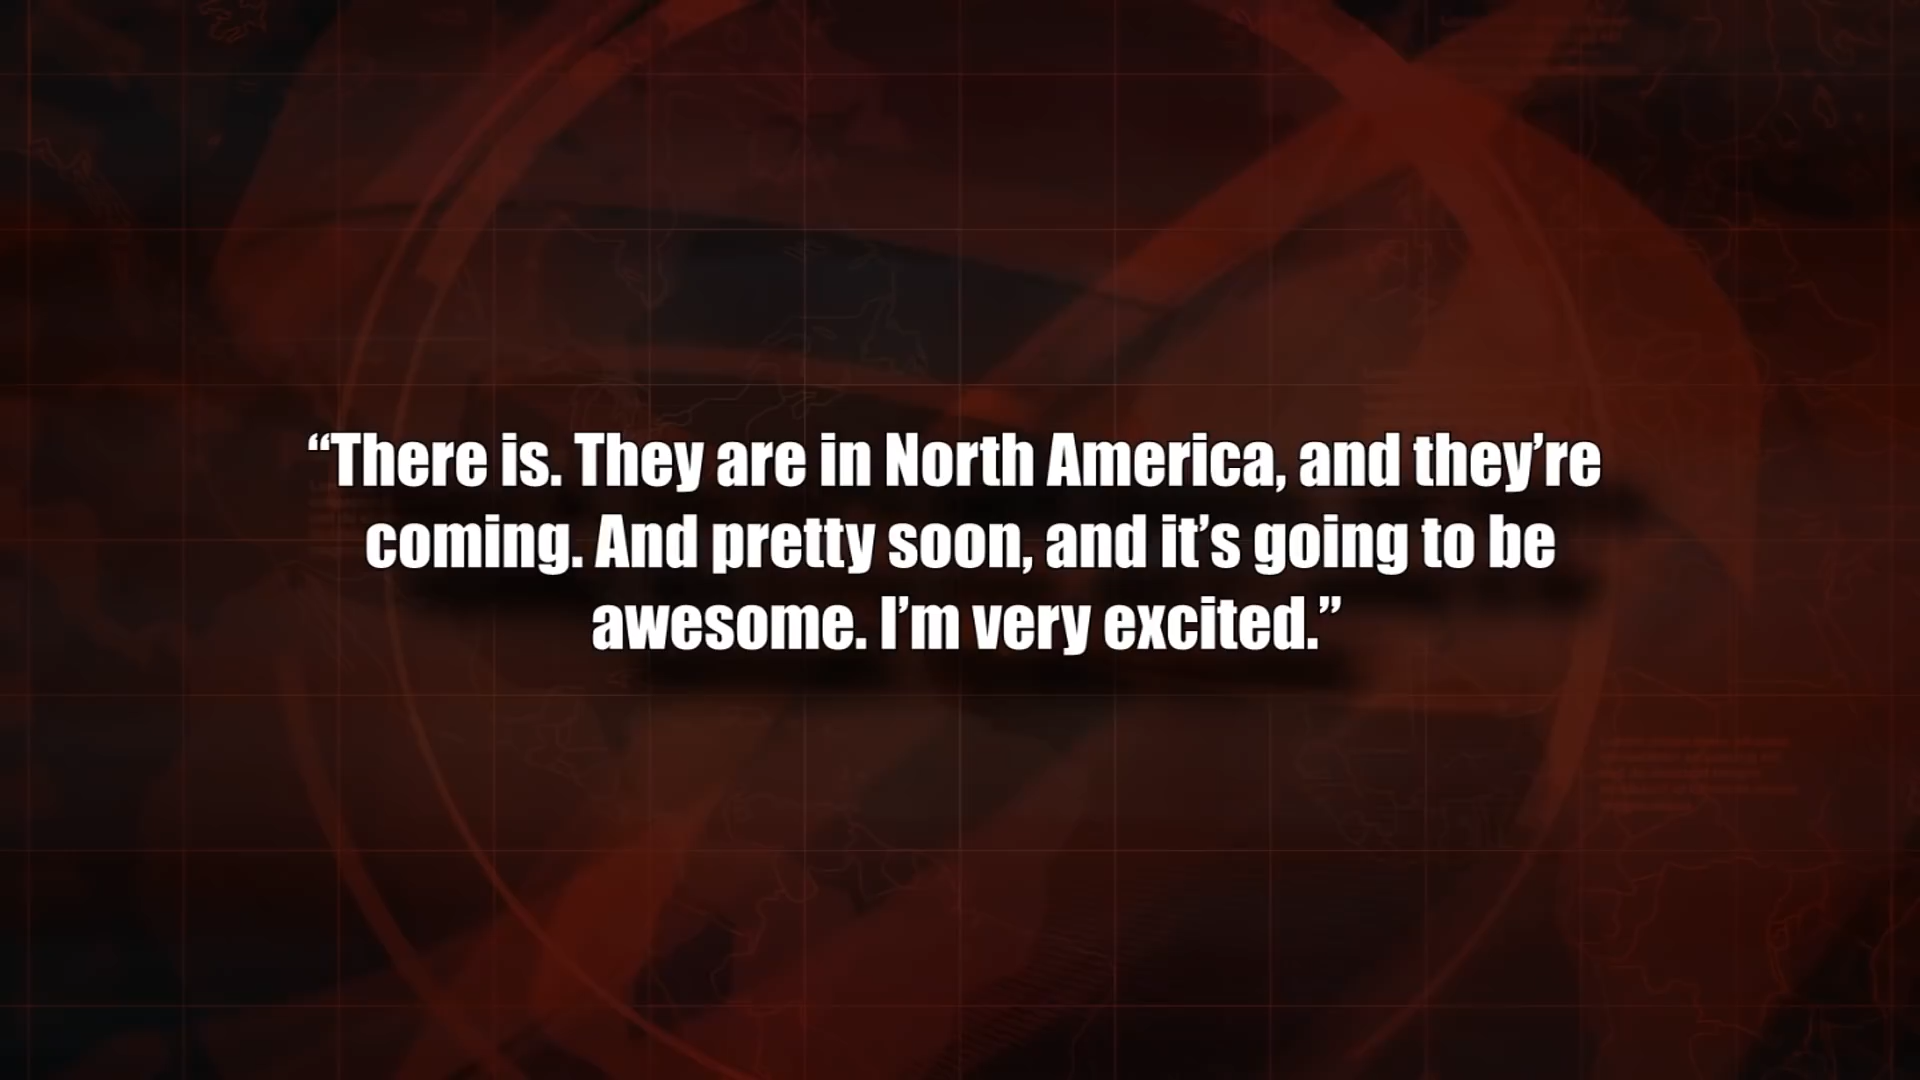 “There is. They are in North America, and they’re
coming. And pretty soon, and it’s going to be
awesome. I’m very excited.”